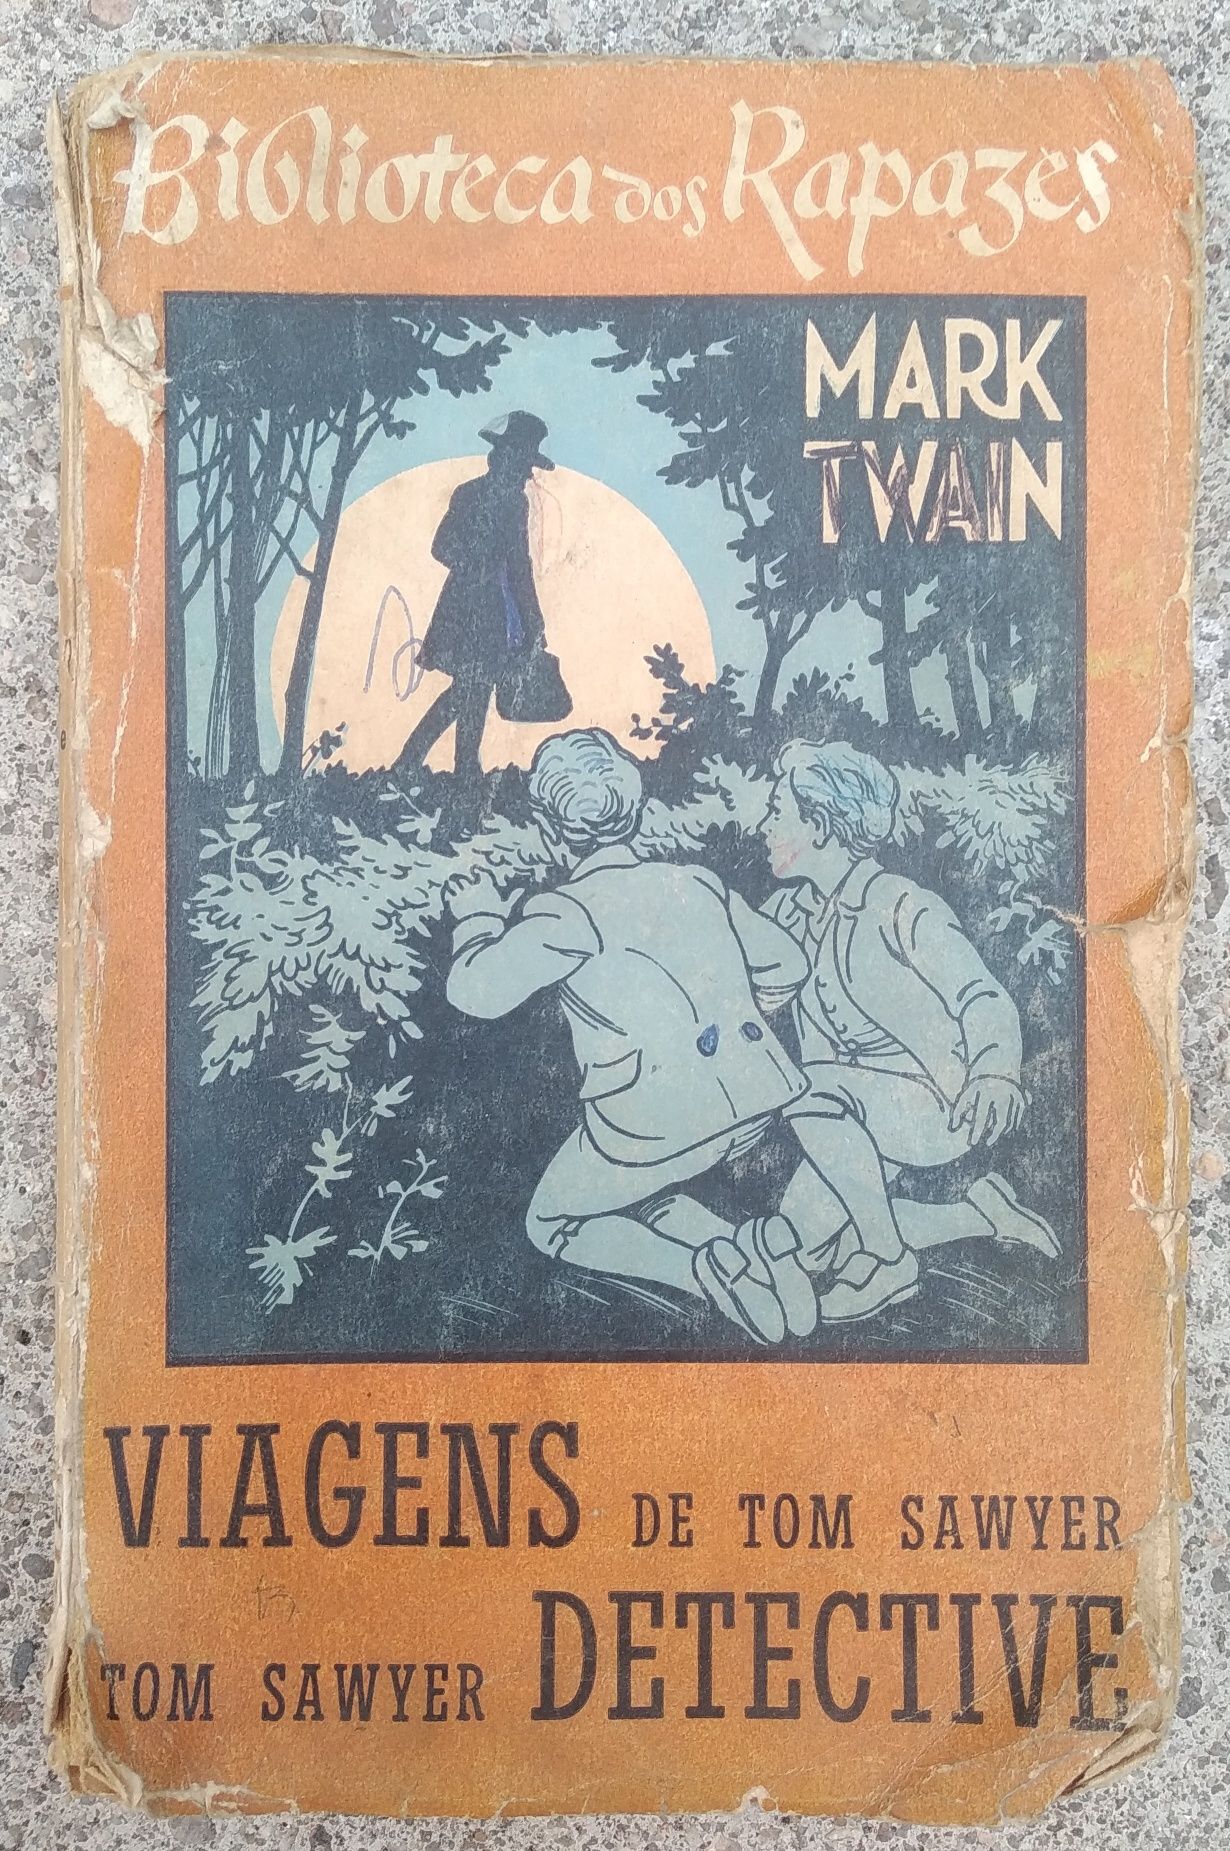 Biblioteca dos Rapazes
MARK
TWAIN
VIAGENS DE TOM SAWYER
TOM SAWYER DETECTIVE